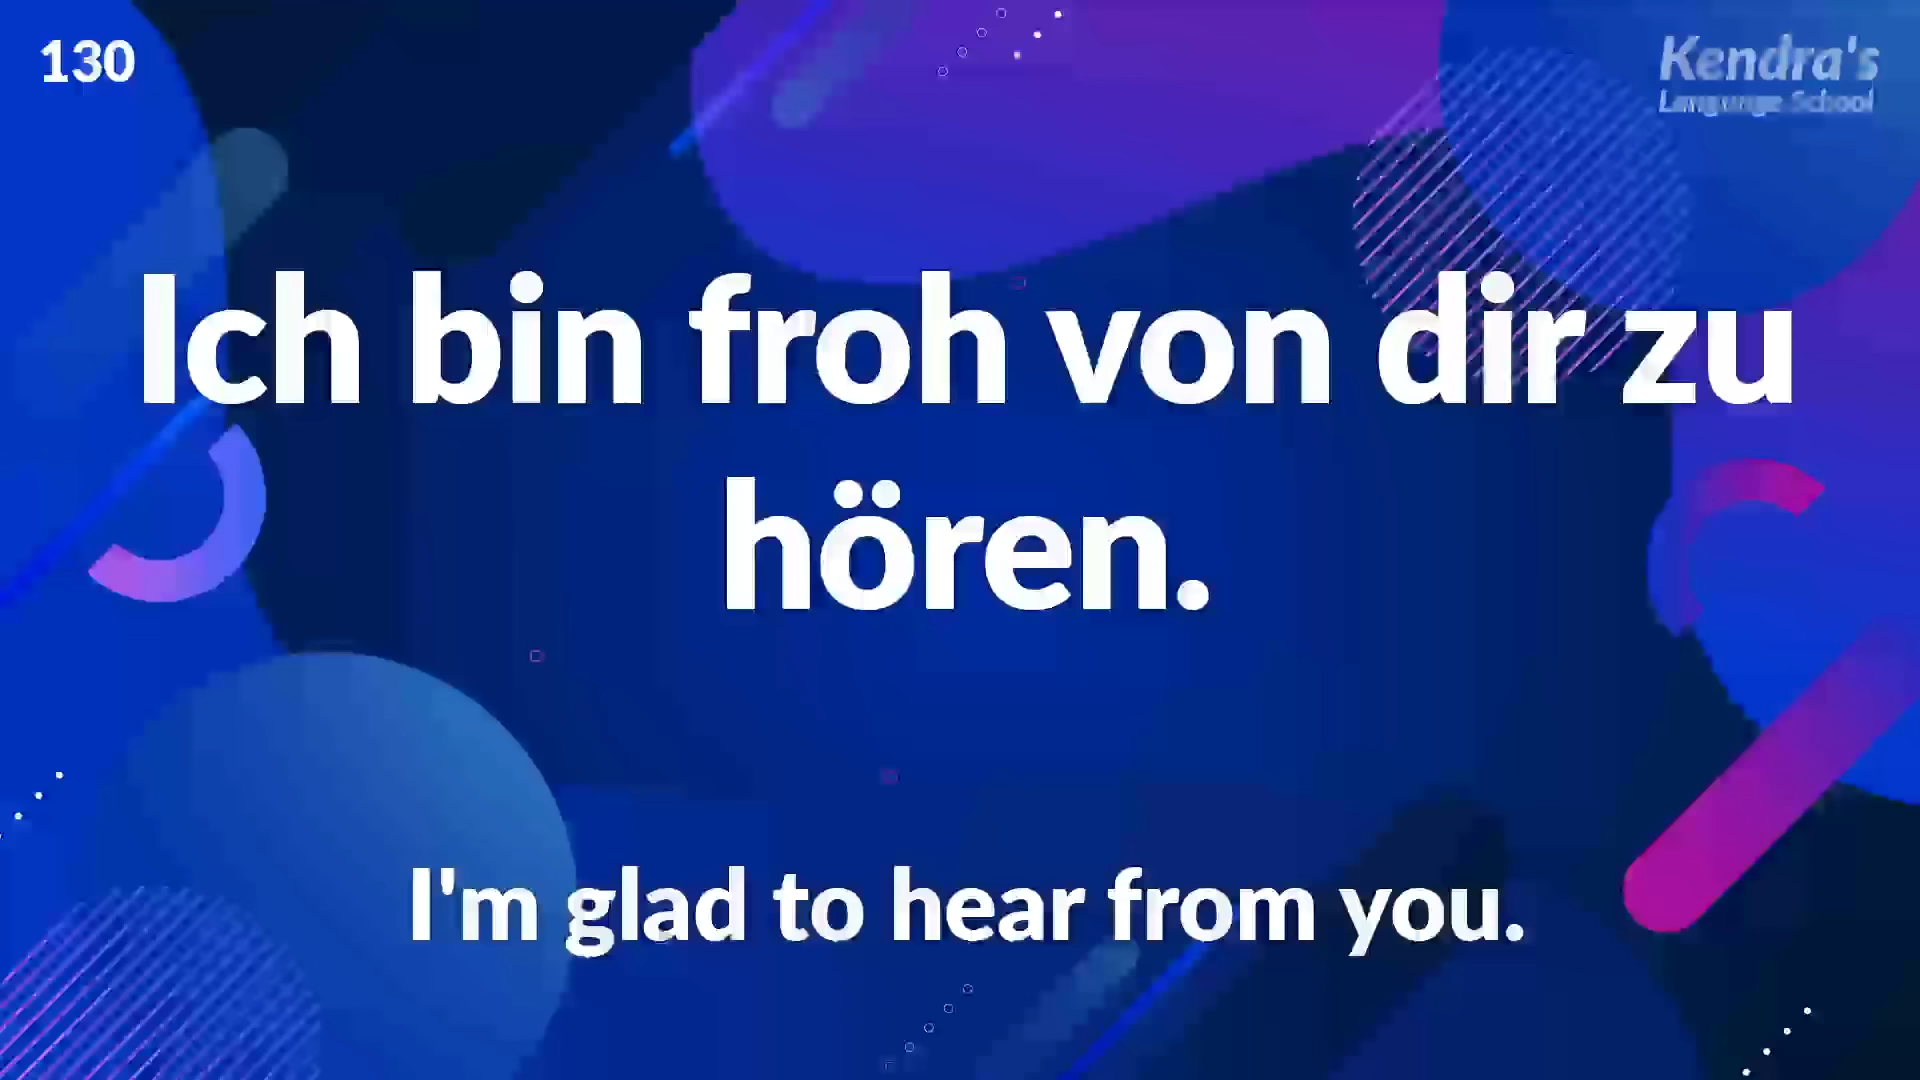 130
Kendra's
Language School
Ich bin froh von dir zu
hören.
I'm glad to hear from you.